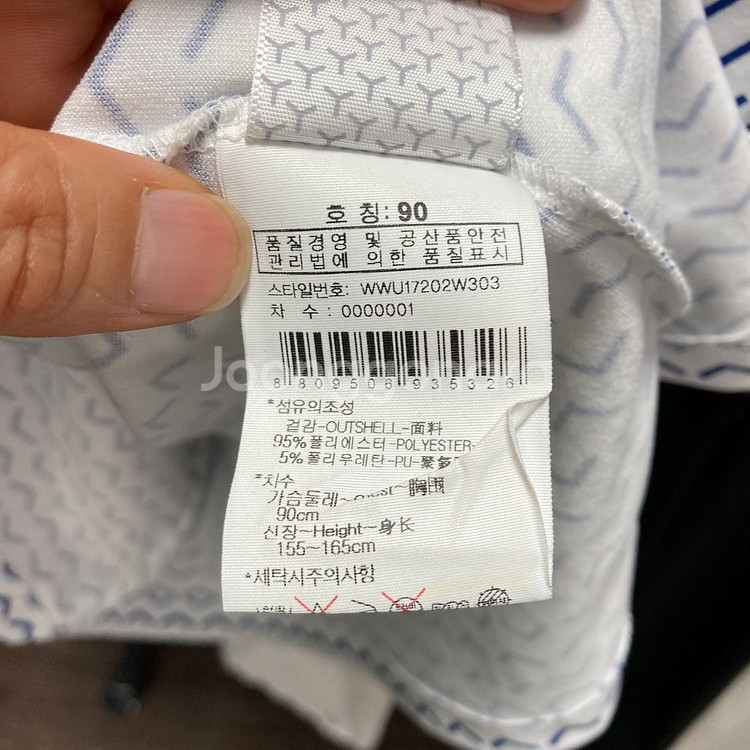 호 칭: 90
품질경영 및 공산품안전
관리법에 의한 품질표시
스타일번호: WWU17202W303
차 수 : 0000001
8809506935326
*섬유의조성
겉감-OUTSHELL-面料
95%폴리에스터-POLYESTER-
5%폴리우레탄-PU-聚
*치수
가슴둘레~ 胸围
90cm
신장~Height~身长
155~165cm
*세탁시주의사항